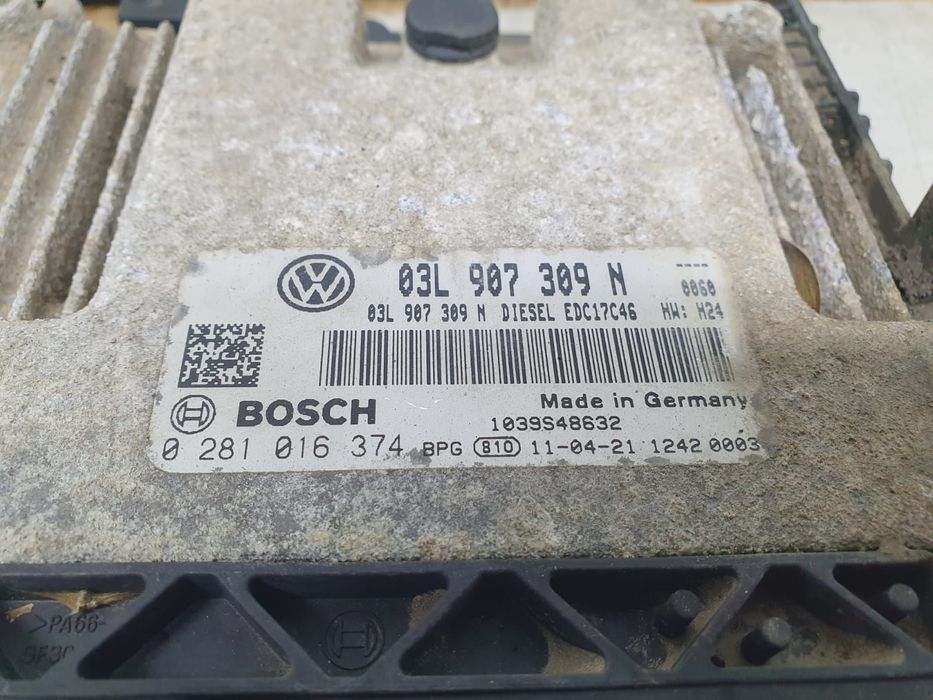 03L 907 309 N
----
0060
03L 907 309 N DIESEL EDC17C46 HW: H24
BOSCH
Made in Germany
1039S48632
0 281 016 374 BPG 810 11-04-21 1242 0003
>PA66-
GF30